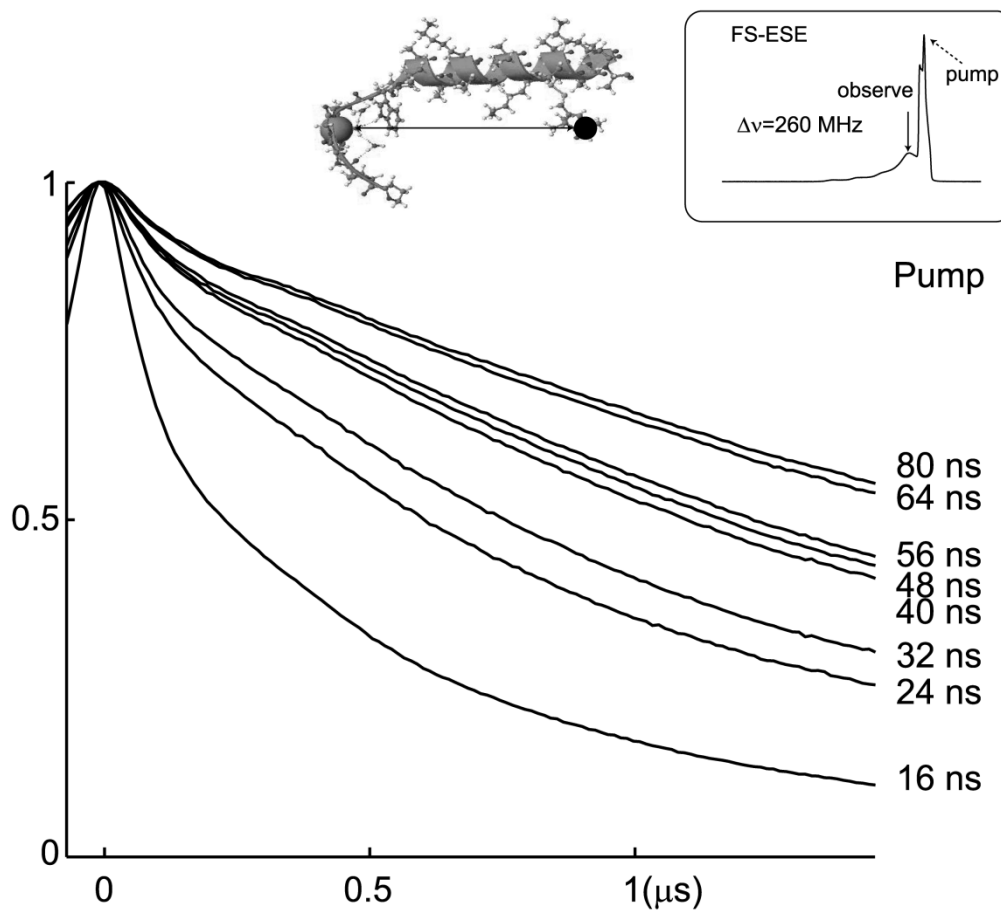 FS-ESE
pump
observe
Δν=260 MHz
1
Pump
80 ns
64 ns
0.5
56 ns
48 ns
40 ns
32 ns
24 ns
16 ns
0
0
0.5
1(μs)